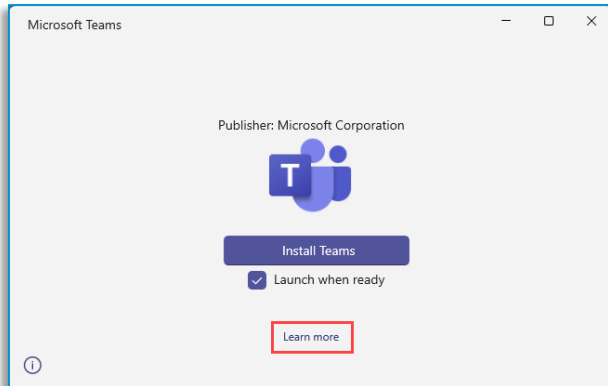 Microsoft Teams
Publisher: Microsoft Corporation
T
Install Teams
Launch when ready
Learn more